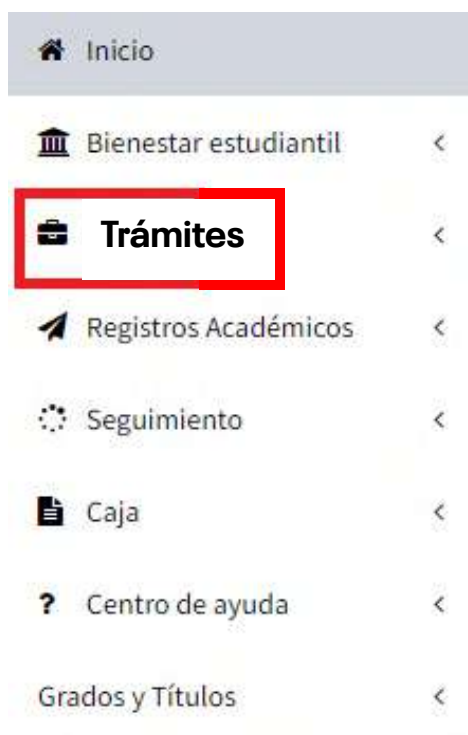 Inicio
Bienestar estudiantil
Trámites
Registros Académicos
Seguimiento
Caja
? Centro de ayuda
Grados y Títulos